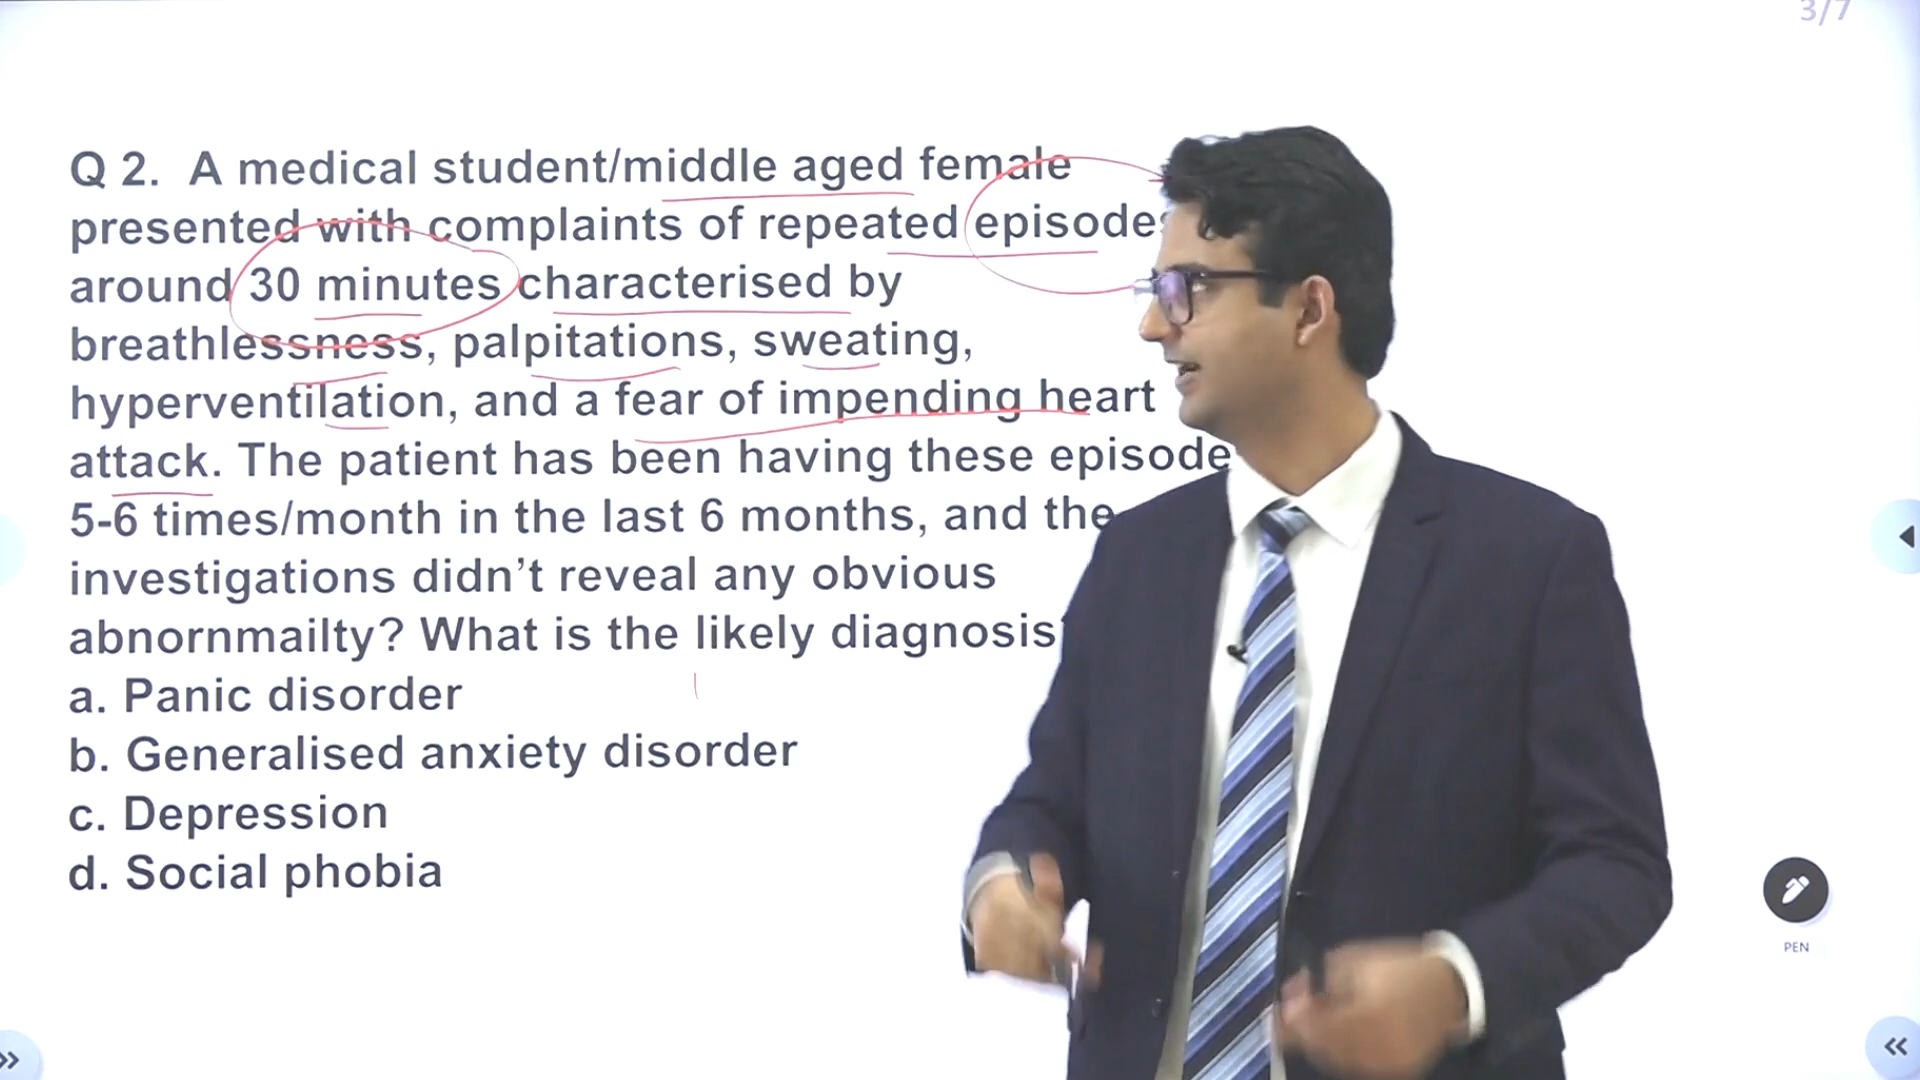 3/7
Q 2. A medical student/middle aged female
presented with complaints of repeated
around 30 minutes characterised by
breathlessness, palpitations, sweating,
hyperventilation, and a fear of impending heart
attack. The patient has been having these
5-6 times/month in the last 6 months, and the
investigations didn't reveal any obvious
abnornmailty? What is the likely diagnosis
a. Panic disorder
b. Generalised anxiety disorder
c. Depression
d. Social phobia
PEN